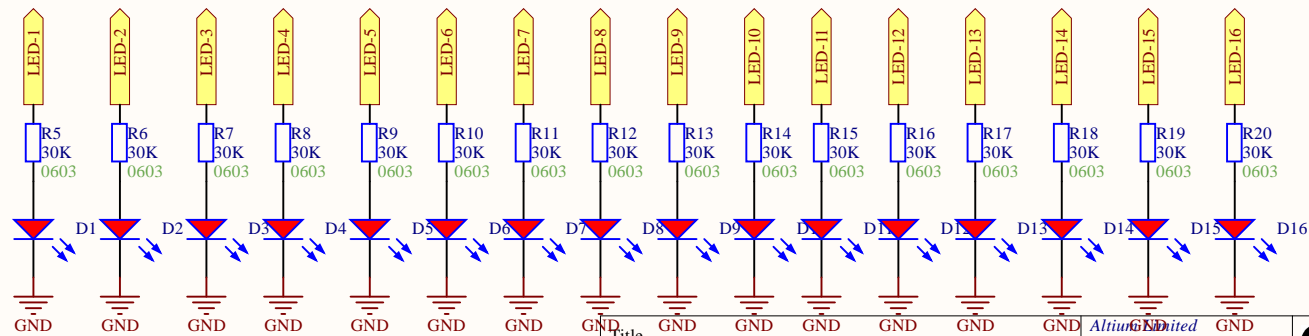 LED-1 LED-2 LED-3 LED-4 LED-5 LED-6 LED-7 LED-8 LED-9 LED-10 LED-11 LED-12 LED-13 LED-14 LED-15 LED-16
R5 R6 R7 R8 R9 R10 R11 R12 R13 R14 R15 R16 R17 R18 R19 R20
30K 30K 30K 30K 30K 30K 30K 30K 30K 30K 30K 30K 30K 30K 30K 30K
0603 0603 0603 0603 0603 0603 0603 0603 0603 0603 0603 0603 0603 0603 0603 0603
D1 D2 D3 D4 D5 D6 D7 D8 D9 D11 D12 D13 D14 D15 D16
GND GND GND GND GND GND GND GND GND GND GND GND GND GND GND GND
Title Altium Limited